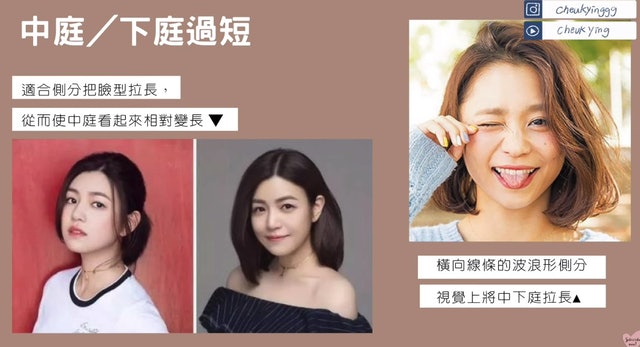 中庭／下庭過短
cheukyinggg
cheukying
適合側分把臉型拉長，
從而使中庭看起來相對變長▼
橫向線條的波浪形側分
視覺上將中下庭拉長▲